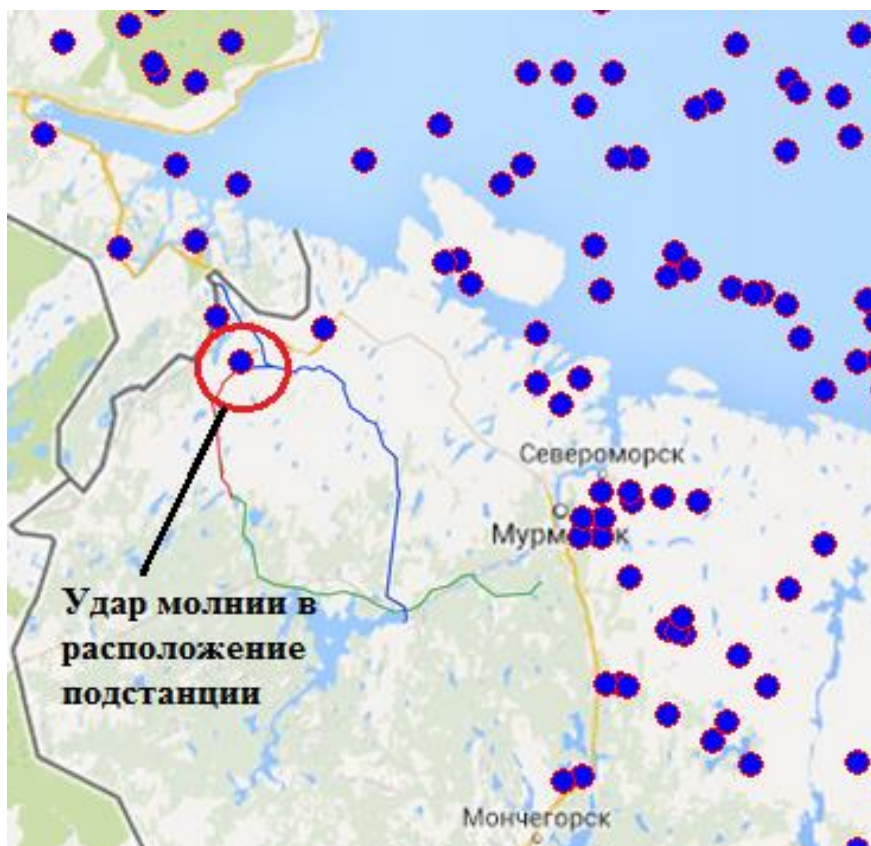 Североморск
Мурманск
Удар молнии в
расположение
подстанции
Мончегорск